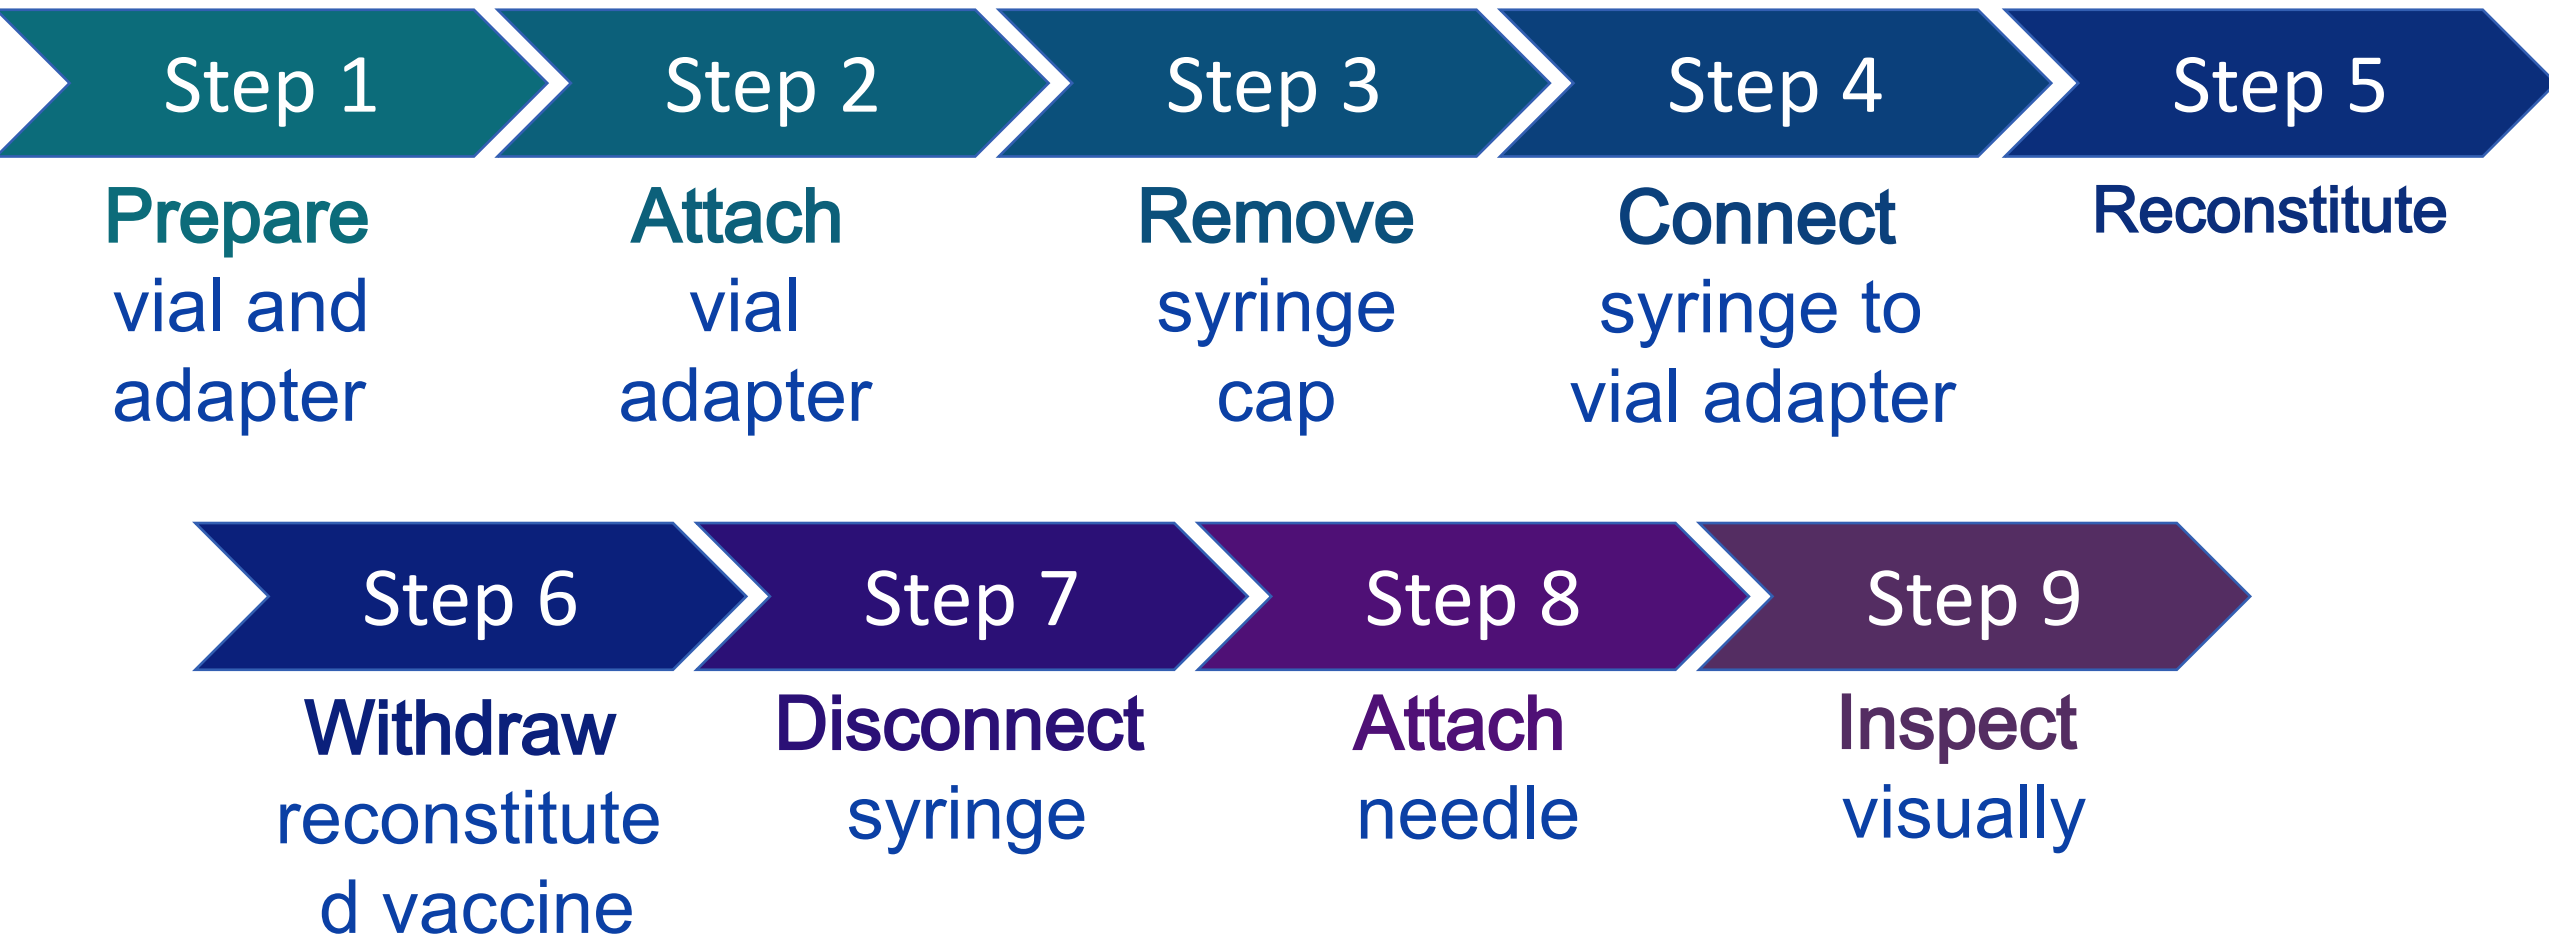 Step 1
Step 2
Step 3
Step 4
Step 5
Prepare
vial and
adapter
Attach
vial
adapter
Remove
syringe
cap
Connect
syringe to
vial adapter
Reconstitute
Step 6
Step 7
Step 8
Step 9
Withdraw
reconstitute
d vaccine
Disconnect
syringe
Attach
needle
Inspect
visually